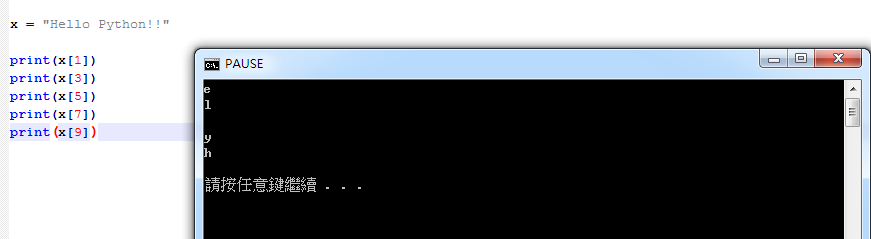 x = "Hello Python!!"
print(x[1])
print(x[3])
print(x[5])
print(x[7])
print(x[9])
C:\. PAUSE
e
l
y
h
請按任意鍵繼續 . . .